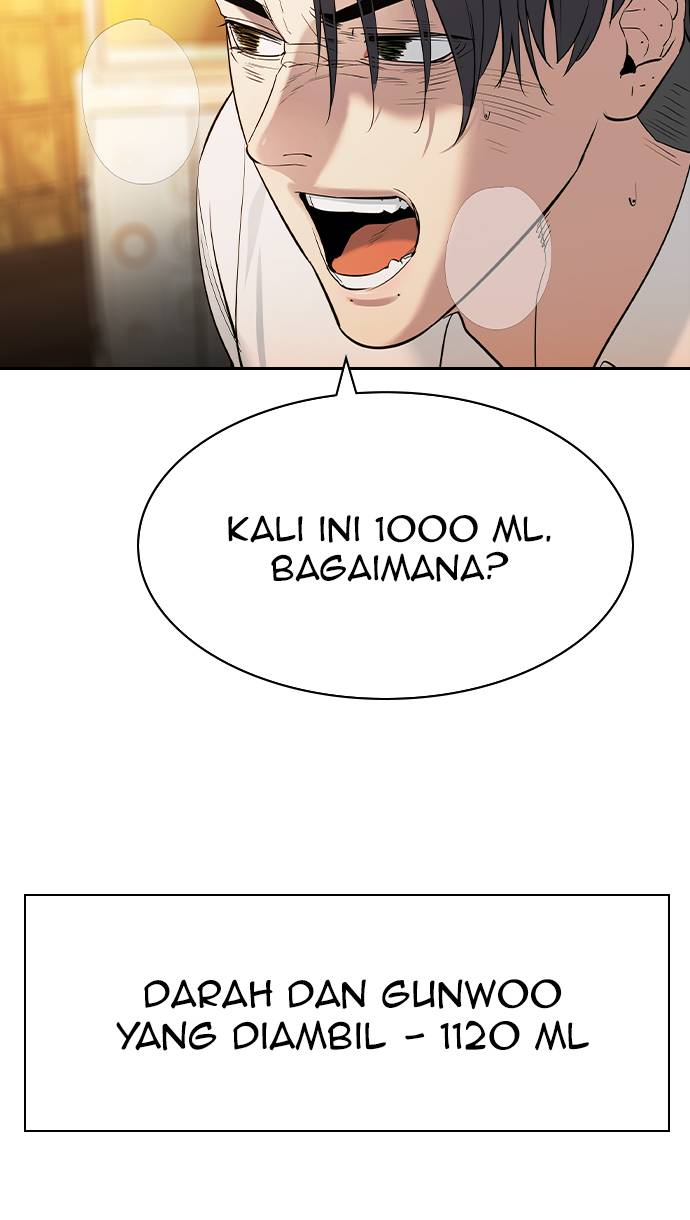 KALI INI 1000 ML.
BAGAIMANA?
DARAH DAN GUNWOO
YANG DIAMBIL - 1120 ML